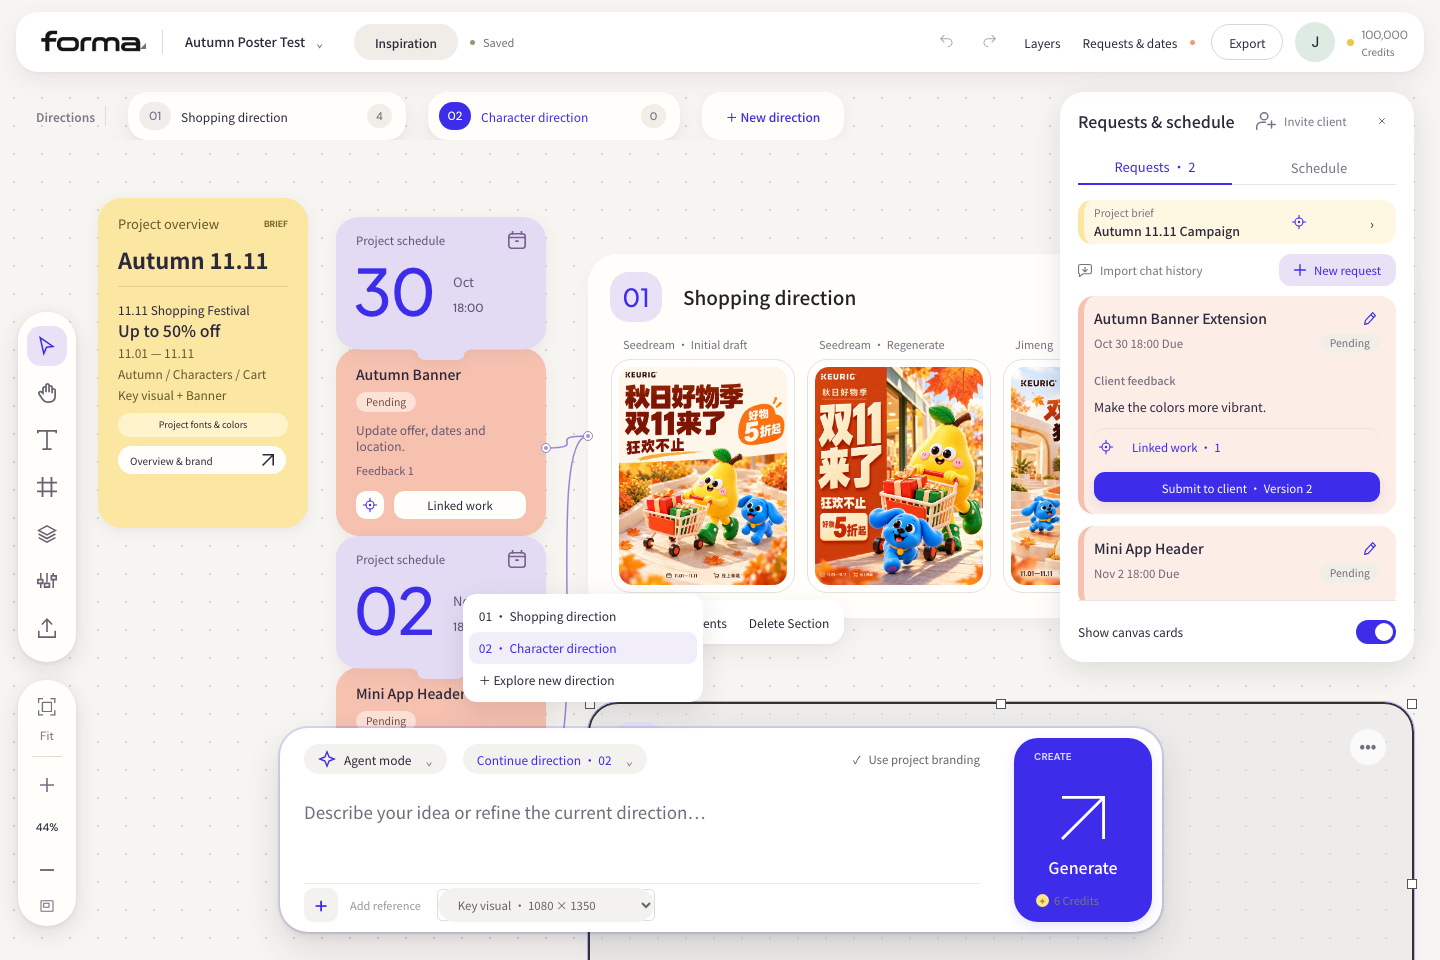 forma
Autumn Poster Test
Inspiration
Saved
Layers
Requests & dates
Export
J
100,000
Credits
Directions
01 Shopping direction 4
02 Character direction 0
+ New direction
Project overview BRIEF
Autumn 11.11
11.11 Shopping Festival
Up to 50% off
11.01 — 11.11
Autumn / Characters / Cart
Key visual + Banner
Project fonts & colors
Overview & brand
Project schedule
30 Oct
18:00
Autumn Banner
Pending
Update offer, dates and
location.
Feedback 1
Linked work
Project schedule
02
Mini App Header
Pending
01 Shopping direction
Seedream • Initial draft
Seedream • Regenerate
Jimeng
KEURIG
秋日好物季
双11
来了
狂欢不止
好物
5折起
11.01—11.11
KEURIG
秋日好物季
双11
来了
狂欢不止
好物
5折起
KEURIG
11.01—11.11
01 • Shopping direction
02 • Character direction
+ Explore new direction
Delete Section
Requests & schedule
Invite client
×
Requests • 2
Schedule
Project brief
Autumn 11.11 Campaign
Import chat history
+ New request
Autumn Banner Extension
Oct 30 18:00 Due
Pending
Client feedback
Make the colors more vibrant.
Linked work • 1
Submit to client • Version 2
Mini App Header
Nov 2 18:00 Due
Pending
Show canvas cards
Fit
44%
Agent mode
Continue direction • 02
✓ Use project branding
Describe your idea or refine the current direction…
Add reference
Key visual • 1080 × 1350
CREATE
Generate
6 Credits